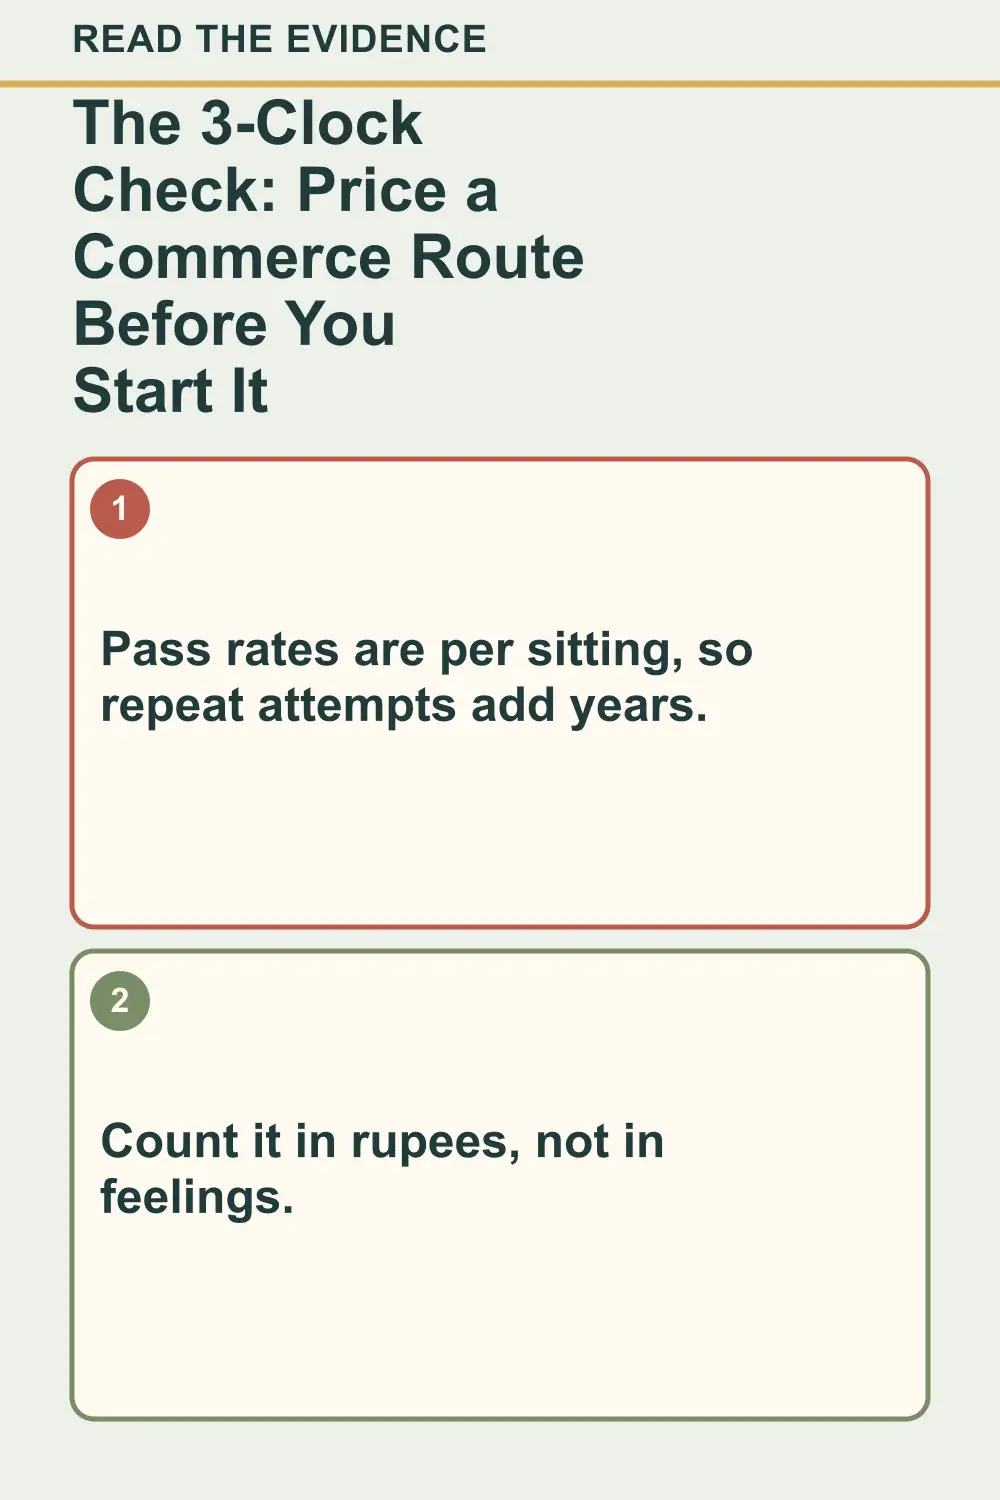 READ THE EVIDENCE
The 3-Clock
Check: Price a
Commerce Route
Before You
Start It
1
Pass rates are per sitting, so
repeat attempts add years.
2
Count it in rupees, not in
feelings.